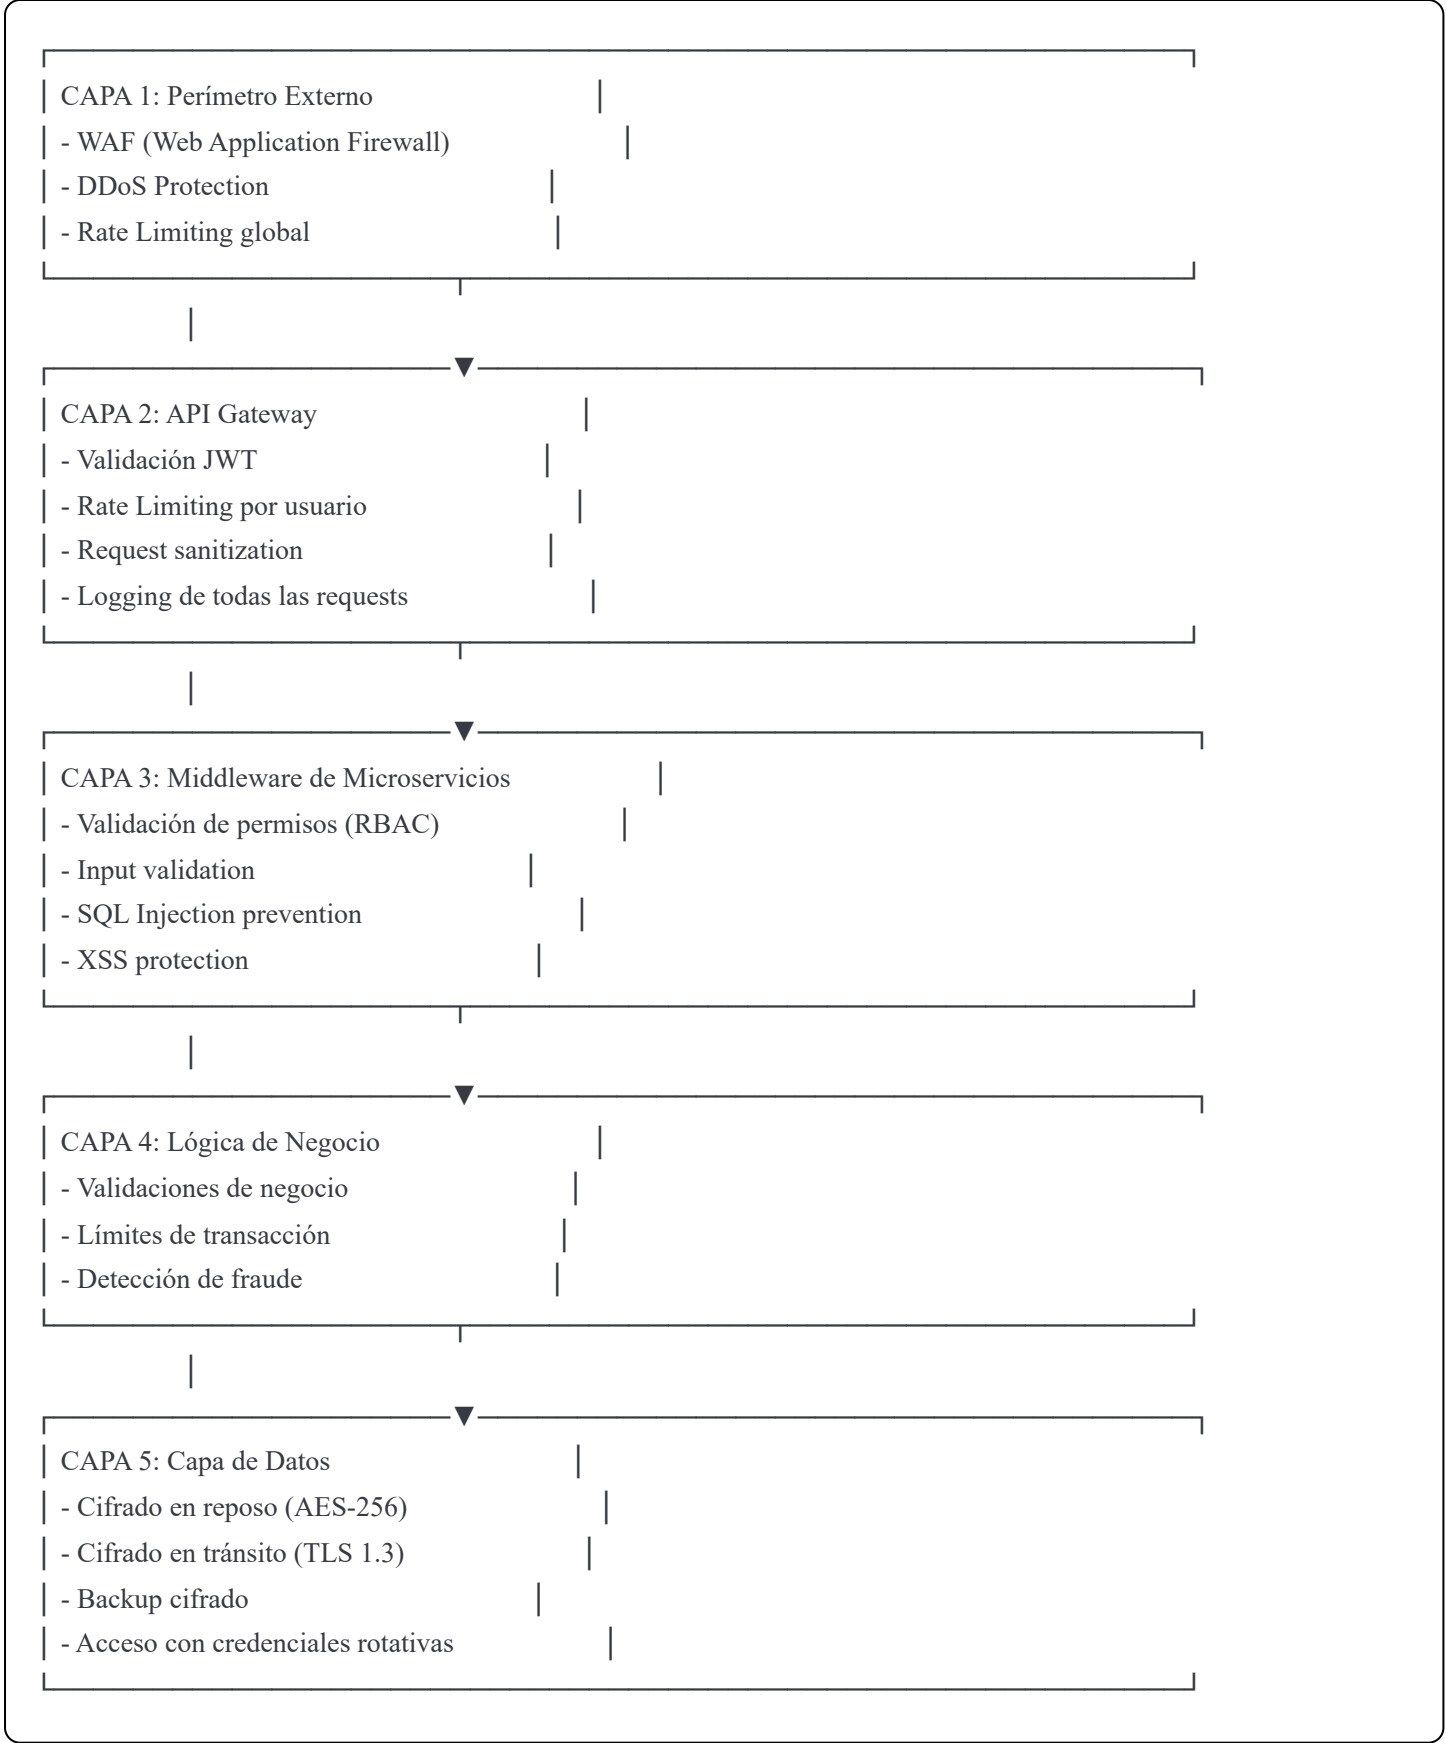 CAPA 1: Perímetro Externo
- WAF (Web Application Firewall)
- DDoS Protection
- Rate Limiting global
▼
CAPA 2: API Gateway
- Validación JWT
- Rate Limiting por usuario
- Request sanitization
- Logging de todas las requests
▼
CAPA 3: Middleware de Microservicios
- Validación de permisos (RBAC)
- Input validation
- SQL Injection prevention
- XSS protection
▼
CAPA 4: Lógica de Negocio
- Validaciones de negocio
- Límites de transacción
- Detección de fraude
▼
CAPA 5: Capa de Datos
- Cifrado en reposo (AES-256)
- Cifrado en tránsito (TLS 1.3)
- Backup cifrado
- Acceso con credenciales rotativas